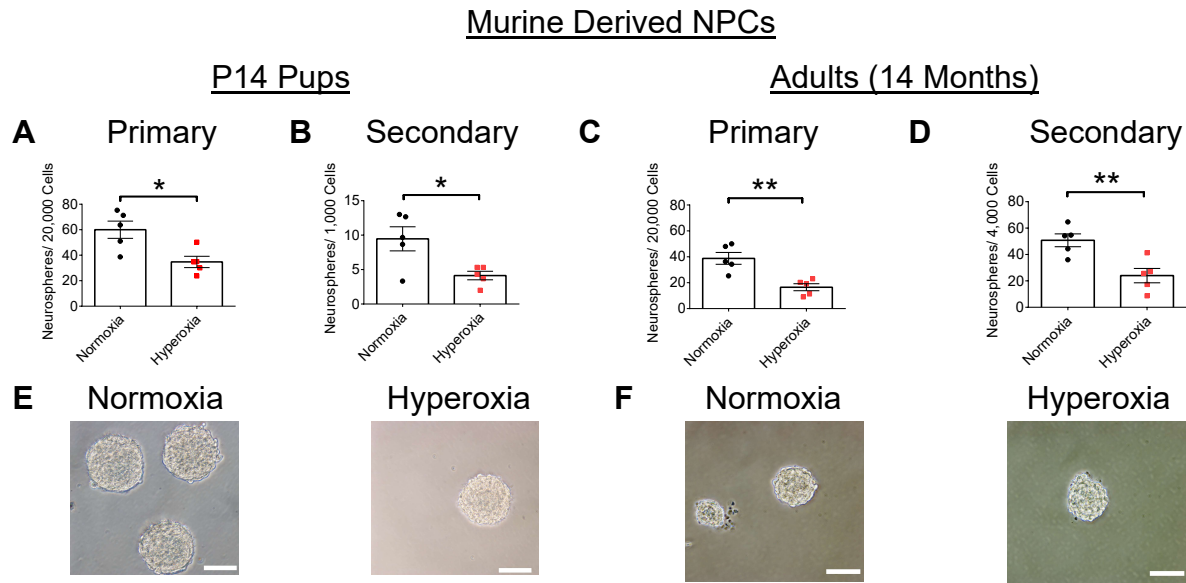 Murine Derived NPCs
P14 Pups
Adults (14 Months)
A
Primary
B
Secondary
C
Primary
D
Secondary
Neurospheres/ 20,000 Cells
80
60
40
20
0
*
Normoxia
Hyperoxia
Neurospheres/ 1,000 Cells
15
10
5
0
*
Normoxia
Hyperoxia
Neurospheres/ 20,000 Cells
80
60
40
20
0
**
Normoxia
Hyperoxia
Neurospheres/ 4,000 Cells
80
60
40
20
0
**
Normoxia
Hyperoxia
E
Normoxia
Hyperoxia
F
Normoxia
Hyperoxia